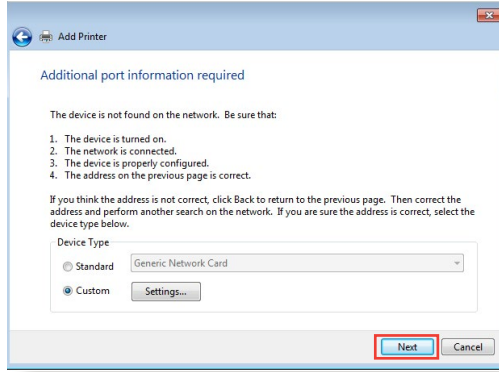 Add Printer
Additional port information required
The device is not found on the network. Be sure that:
1. The device is turned on.
2. The network is connected.
3. The device is properly configured.
4. The address on the previous page is correct.
If you think the address is not correct, click Back to return to the previous page. Then correct the
address and perform another search on the network. If you are sure the address is correct, select the
device type below.
Device Type
Standard
Generic Network Card
Custom
Settings...
Next
Cancel